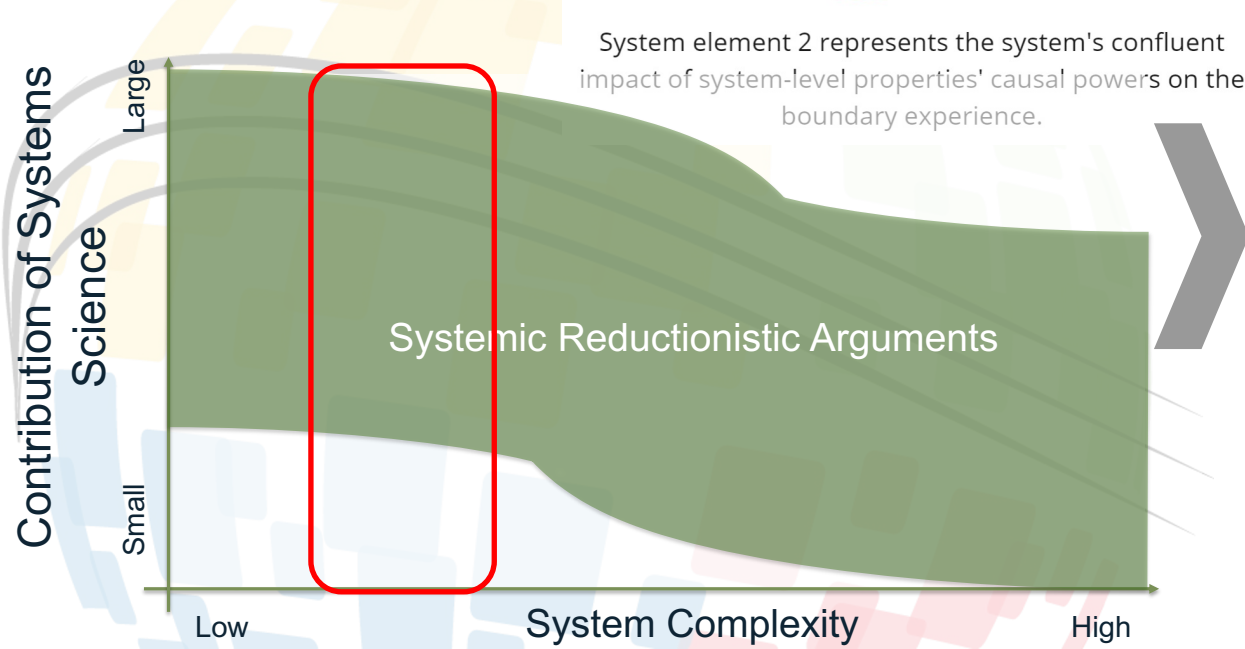 System element 2 represents the system's confluent
impact of system-level properties' causal powers on the
boundary experience.
Contribution of Systems
Science
Large
Small
Systemic Reductionistic Arguments
Low
System Complexity
High